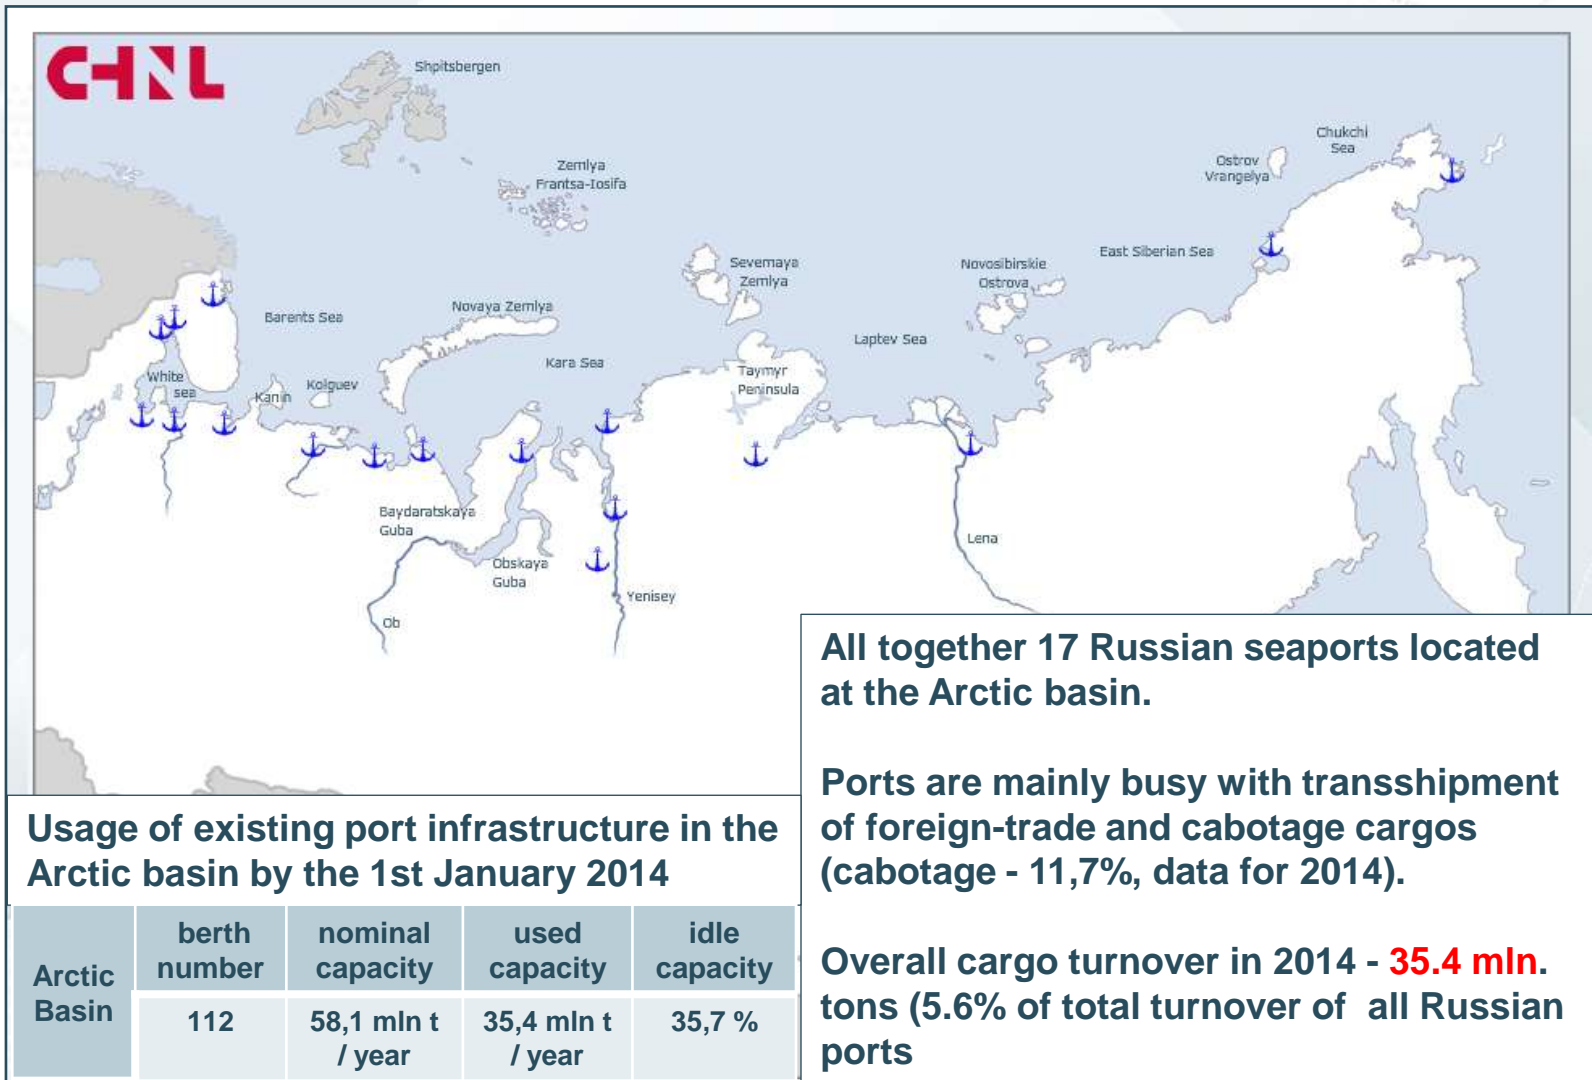 CHNL
Shpitsbergen
Zemlya
Frantsa-Iosifa
Chukchi
Sea
Ostrov
Vrangelya
East Siberian Sea
Severnaya
Zemlya
Novosibirskie
Ostrova
Novaya Zemlya
Barents Sea
Laptev Sea
Kara Sea
Taymyr
Peninsula
White
sea
Kanin
Kolguev
Baydaratskaya
Guba
Obskaya
Guba
Lena
Yenisey
Ob
All together 17 Russian seaports located
at the Arctic basin.
Ports are mainly busy with transshipment
of foreign-trade and cabotage cargos
(cabotage - 11,7%, data for 2014).
Overall cargo turnover in 2014 - 35.4 mln.
tons (5.6% of total turnover of all Russian
ports
Usage of existing port infrastructure in the
Arctic basin by the 1st January 2014
Arctic
Basin
berth
number
nominal
capacity
used
capacity
idle
capacity
112
58,1 mln t
/ year
35,4 mln t
/ year
35,7 %